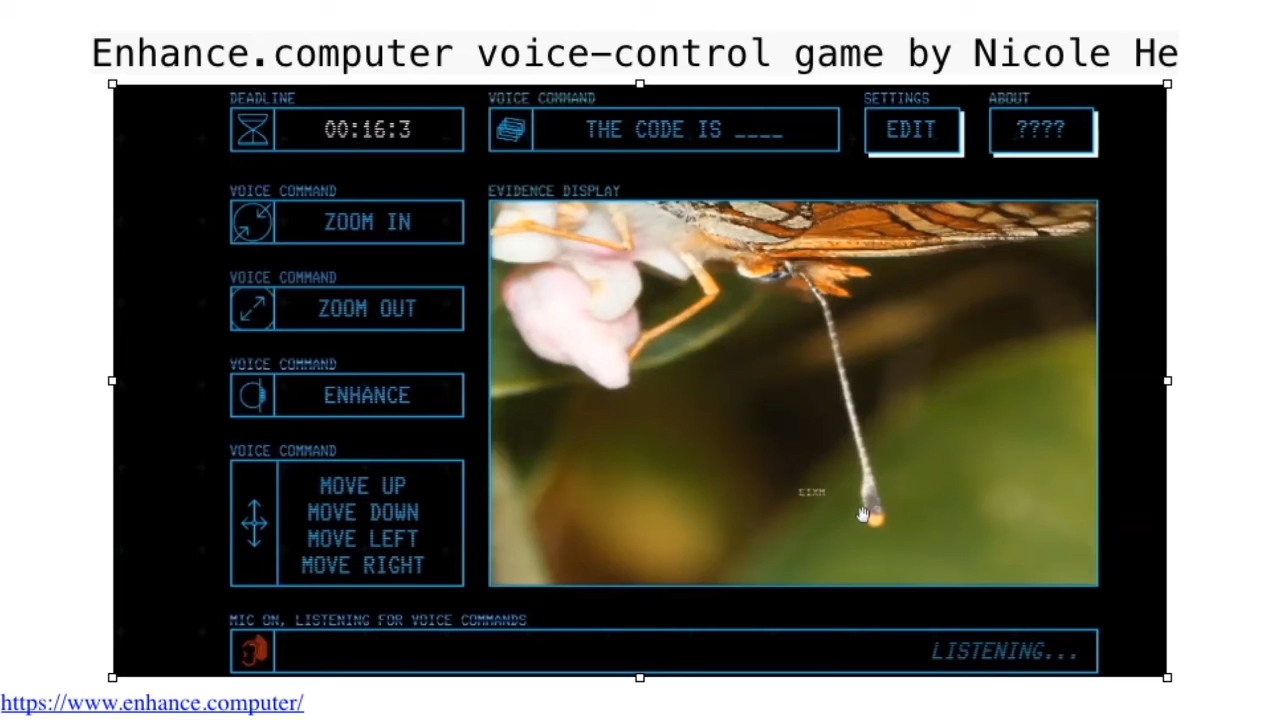 Enhance.computer voice-control game by Nicole He
DEADLINE
00:16:3
VOICE COMMAND
THE CODE IS ____
SETTINGS
EDIT
ABOUT
????
VOICE COMMAND
ZOOM IN
VOICE COMMAND
ZOOM OUT
VOICE COMMAND
ENHANCE
VOICE COMMAND
MOVE UP
MOVE DOWN
MOVE LEFT
MOVE RIGHT
EVIDENCE DISPLAY
MIC ON, LISTENING FOR VOICE COMMANDS
LISTENING...
https://www.enhance.computer/